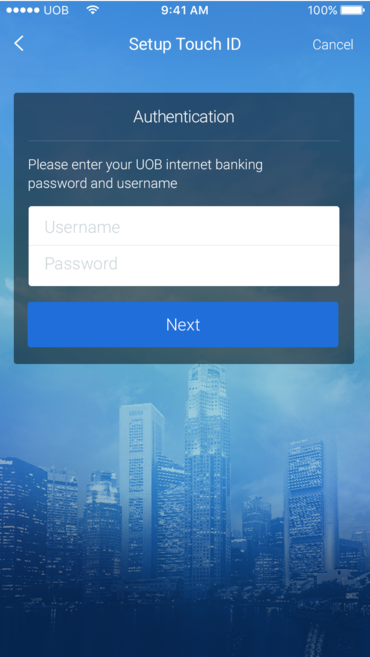 UOB 9:41 AM 100%
Setup Touch ID Cancel
Authentication
Please enter your UOB internet banking
password and username
Username
Password
Next